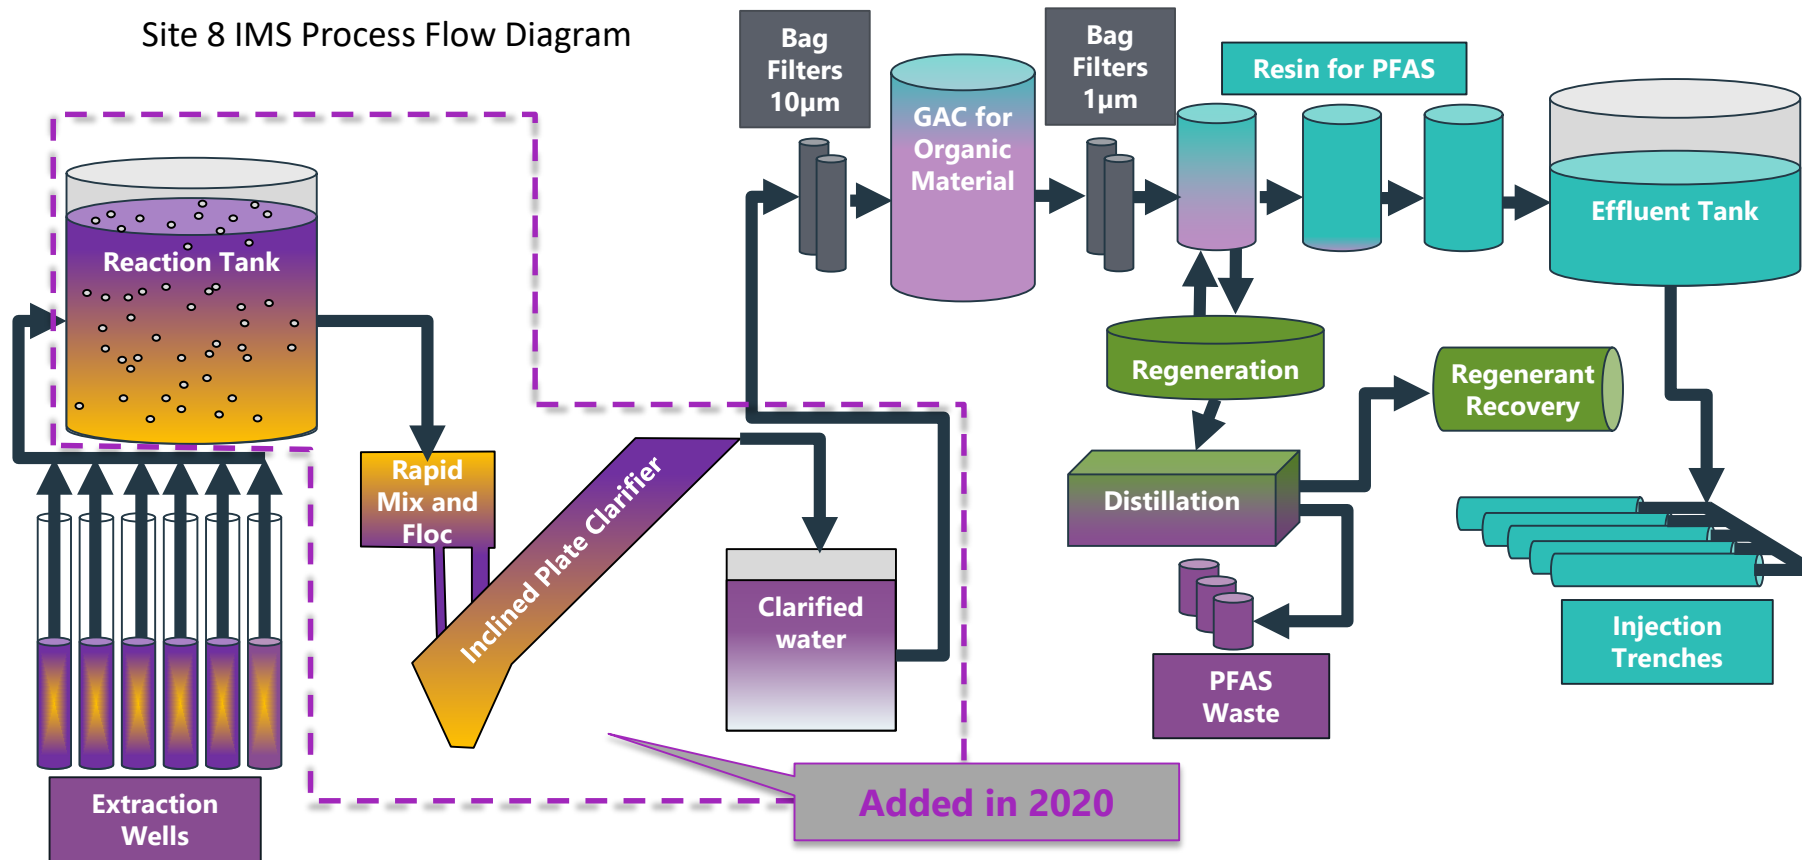 Site 8 IMS Process Flow Diagram
Bag
Filters
10µm
GAC for
Organic
Material
Bag
Filters
1µm
Resin for PFAS
Effluent Tank
Reaction Tank
Regeneration
Regenerant
Recovery
Rapid
Mix and
Floc
Inclined Plate Clarifier
Distillation
Clarified
water
PFAS
Waste
Injection
Trenches
Extraction
Wells
Added in 2020